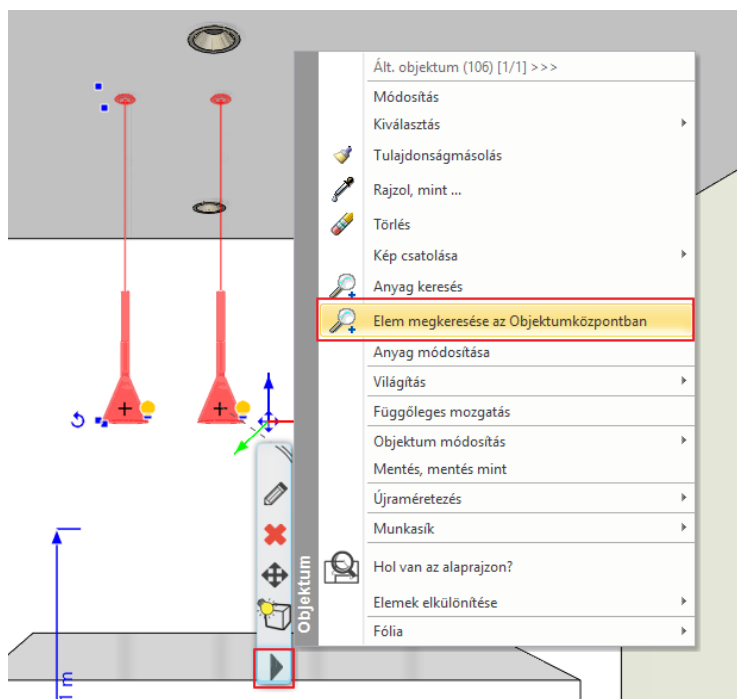 Ált. objektum (106) [1/1] >>>
Módosítás
Kiválasztás
Tulajdonságmásolás
Rajzol, mint ...
Törlés
Kép csatolása
Anyag keresés
Elem megkeresése az Objektumközpontban
Anyag módosítása
Világítás
Függőleges mozgatás
Objektum módosítás
Mentés, mentés mint
Újraméretezés
Munkasík
Hol van az alaprajzon?
Elemek elkülönítése
Fólia
Objektum
1 m